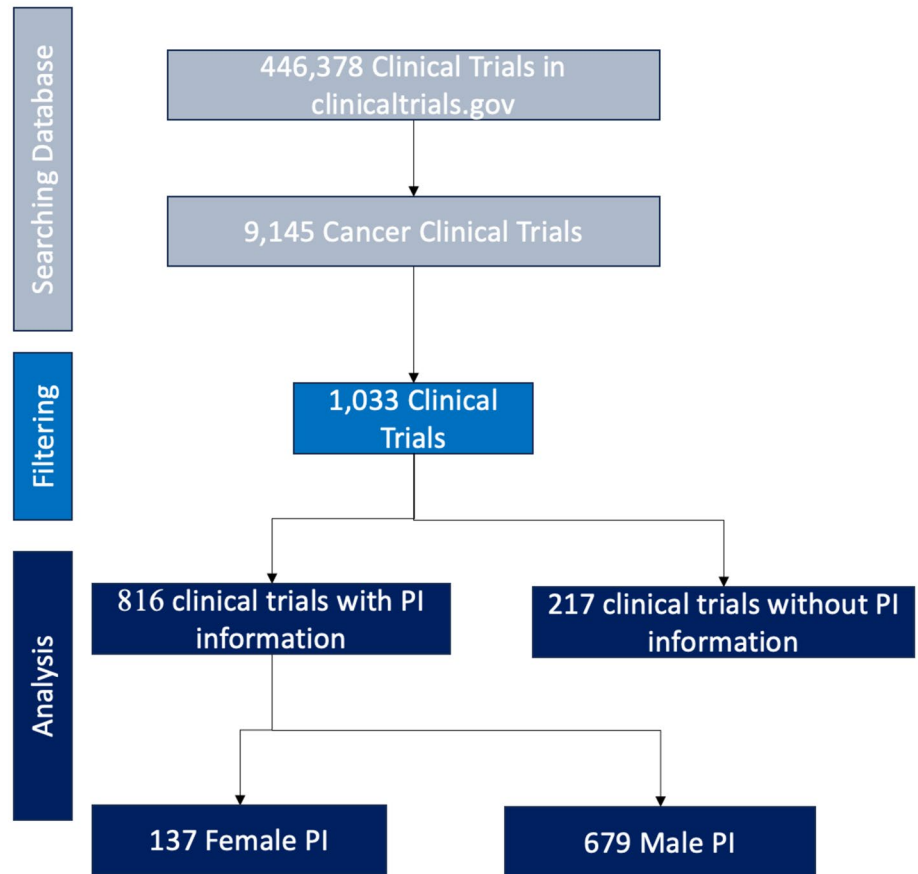 Searching Database
446,378 Clinical Trials in
clinicaltrials.gov
9,145 Cancer Clinical Trials
Filtering
1,033 Clinical
Trials
Analysis
816 clinical trials with PI
information
217 clinical trials without PI
information
137 Female PI
679 Male PI